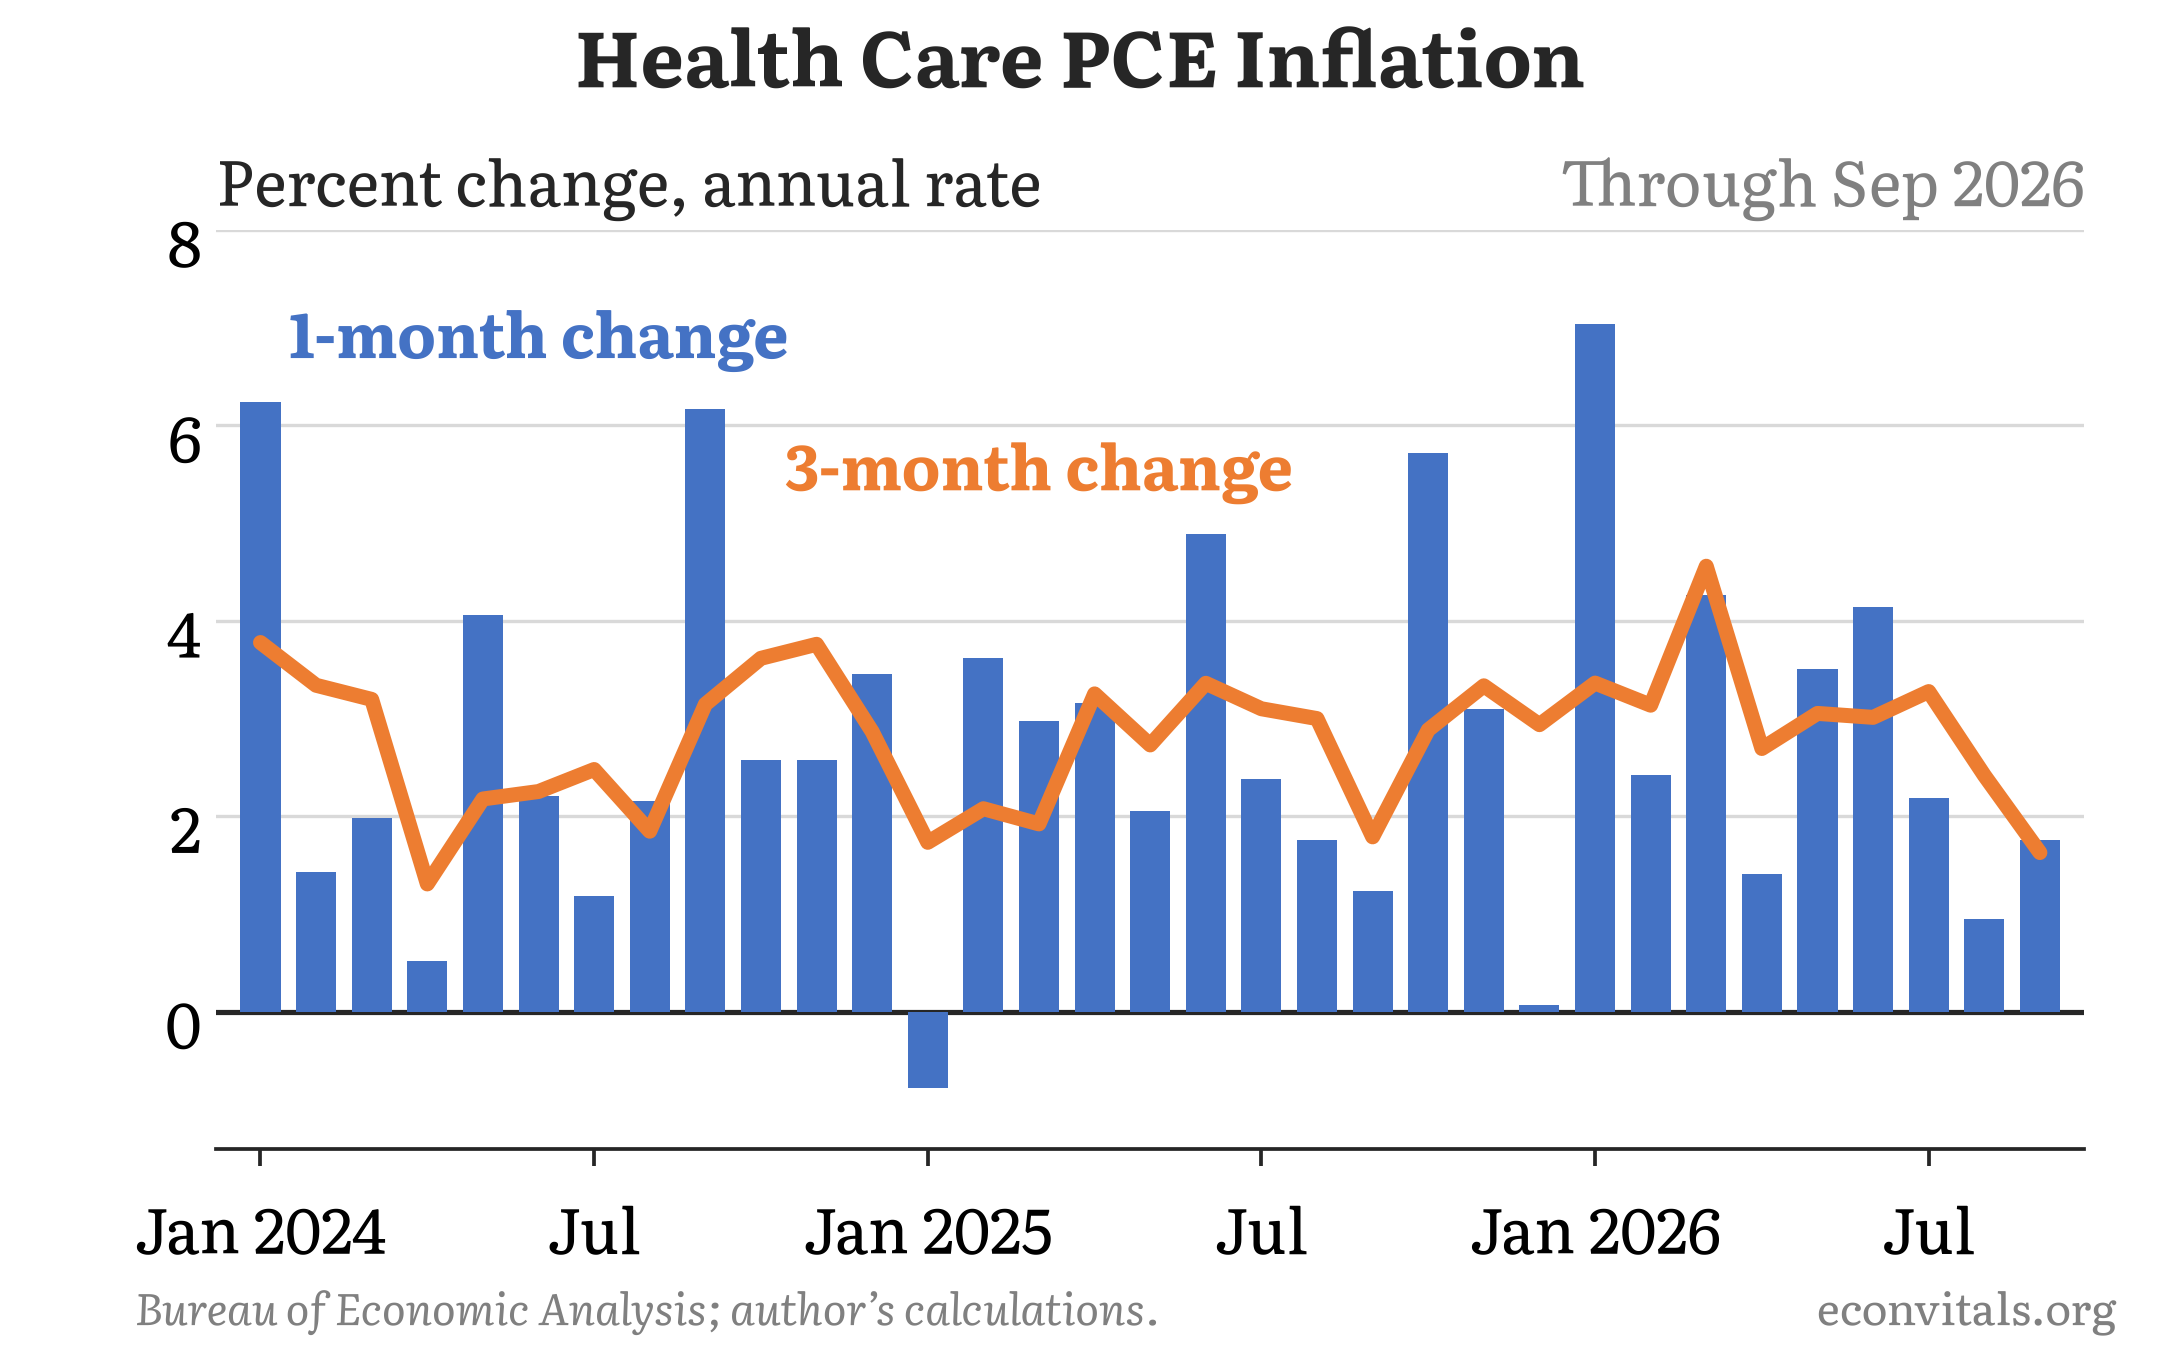 Health Care PCE Inflation
Percent change, annual rate
Through Sep 2026
8
1-month change
6
3-month change
4
2
0
Jan 2024 Jul Jan 2025 Jul Jan 2026 Jul
Bureau of Economic Analysis; author’s calculations.
econvitals.org